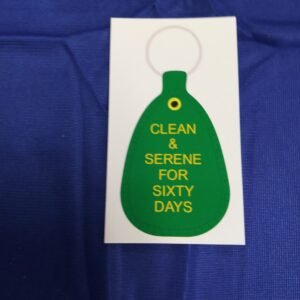 CLEAN
&
SERENE
FOR
SIXTY
DAYS